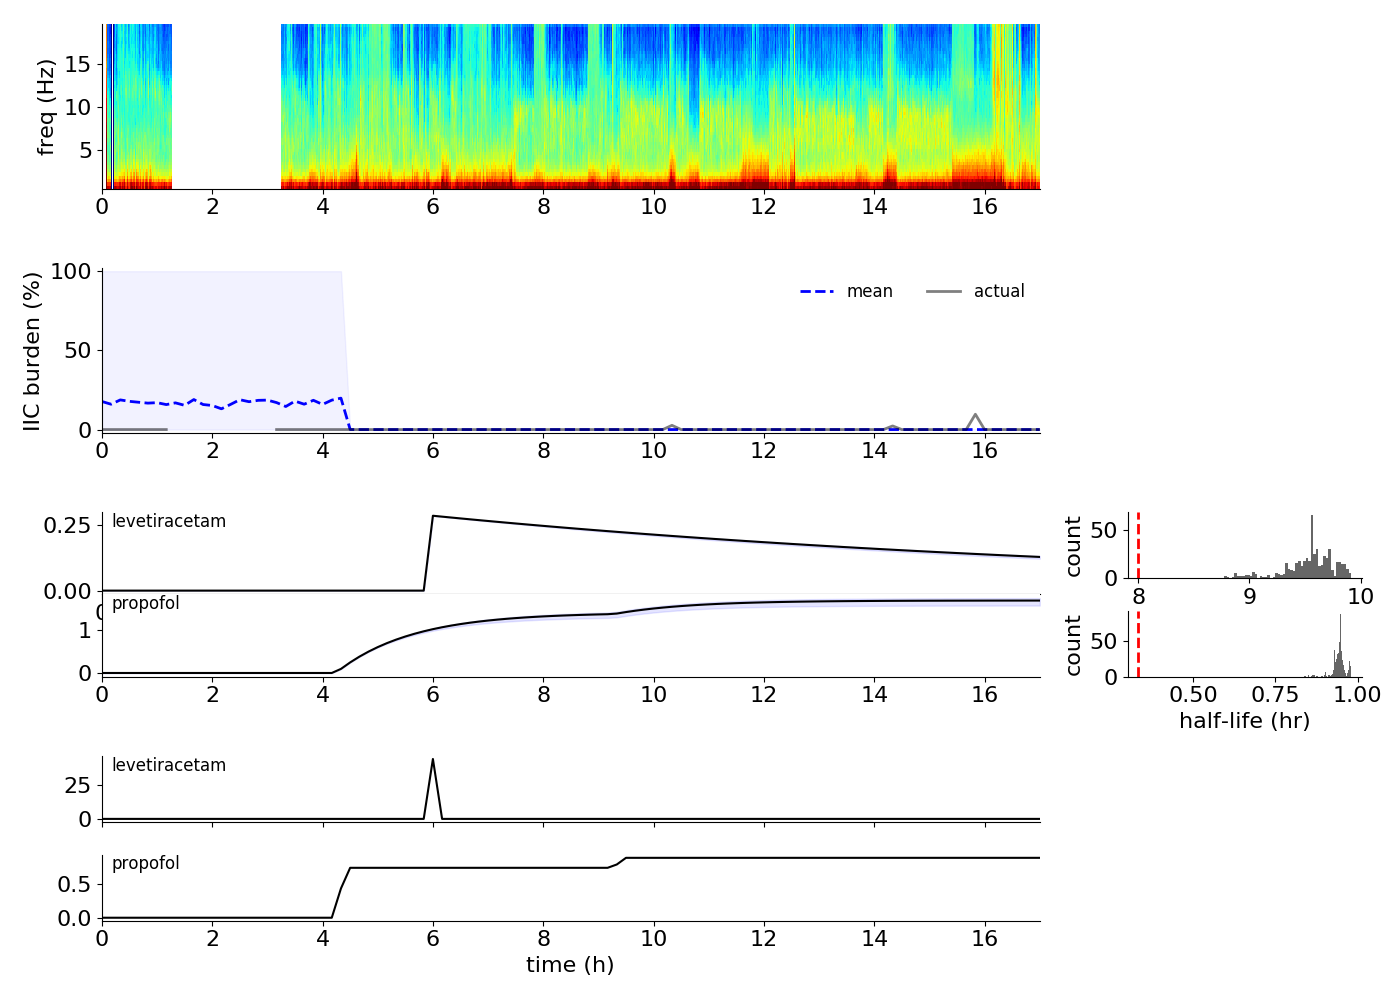 freq (Hz)
15
10
5
0 2 4 6 8 10 12 14 16
IIC burden (%)
100
50
0
mean actual
0 2 4 6 8 10 12 14 16
levetiracetam
0.25
0.00
propofol
1
0
0 2 4 6 8 10 12 14 16
count
50
0
8 9 10
count
50
0
0.50 0.75 1.00
half-life (hr)
levetiracetam
25
0
propofol
0.5
0.0
0 2 4 6 8 10 12 14 16
time (h)